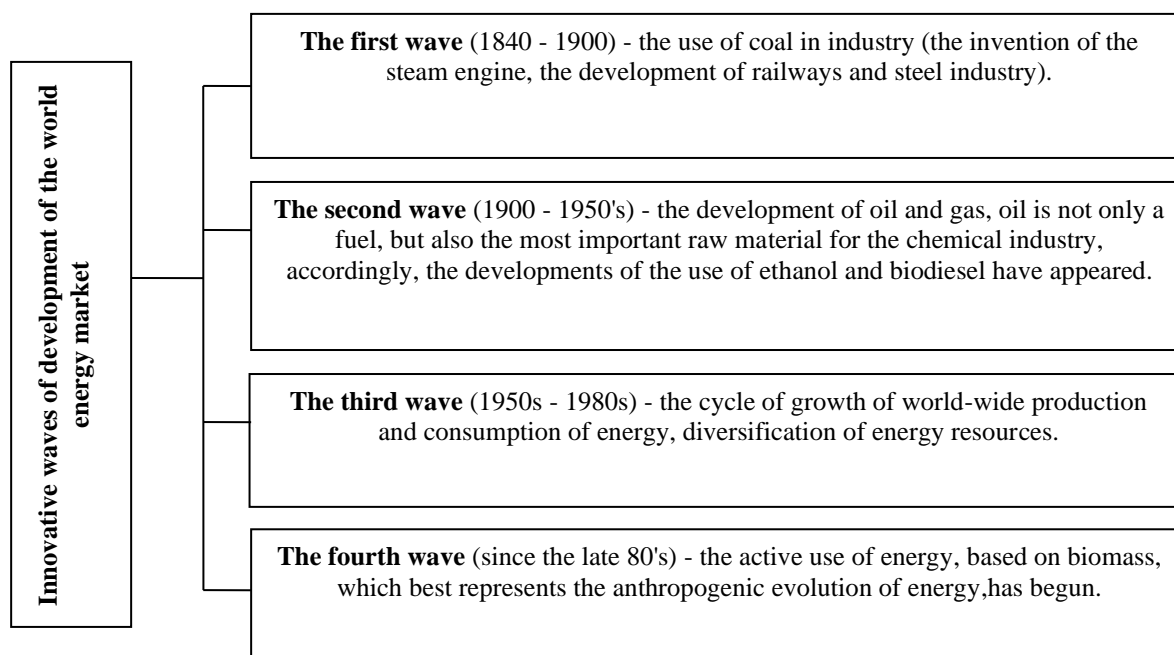 Innovative waves of development of the world
energy market
The first wave (1840 - 1900) - the use of coal in industry (the invention of the
steam engine, the development of railways and steel industry).
The second wave (1900 - 1950's) - the development of oil and gas, oil is not only a
fuel, but also the most important raw material for the chemical industry,
accordingly, the developments of the use of ethanol and biodiesel have appeared.
The third wave (1950s - 1980s) - the cycle of growth of world-wide production
and consumption of energy, diversification of energy resources.
The fourth wave (since the late 80's) - the active use of energy, based on biomass,
which best represents the anthropogenic evolution of energy,has begun.